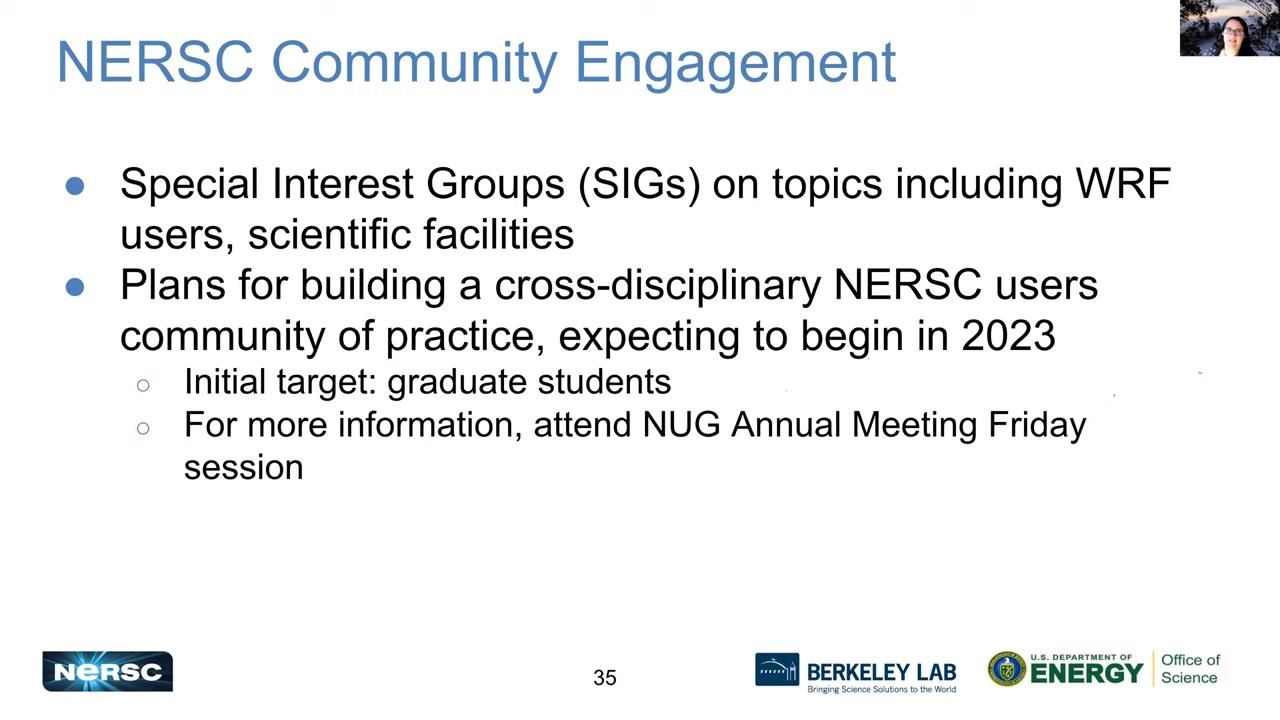 NERSC Community Engagement
● Special Interest Groups (SIGs) on topics including WRF
users, scientific facilities
● Plans for building a cross-disciplinary NERSC users
community of practice, expecting to begin in 2023
○ Initial target: graduate students
○ For more information, attend NUG Annual Meeting Friday
session
NERSC
35
BERKELEY LAB
Bringing Science Solutions to the World
U.S. DEPARTMENT OF
ENERGY
Office of
Science